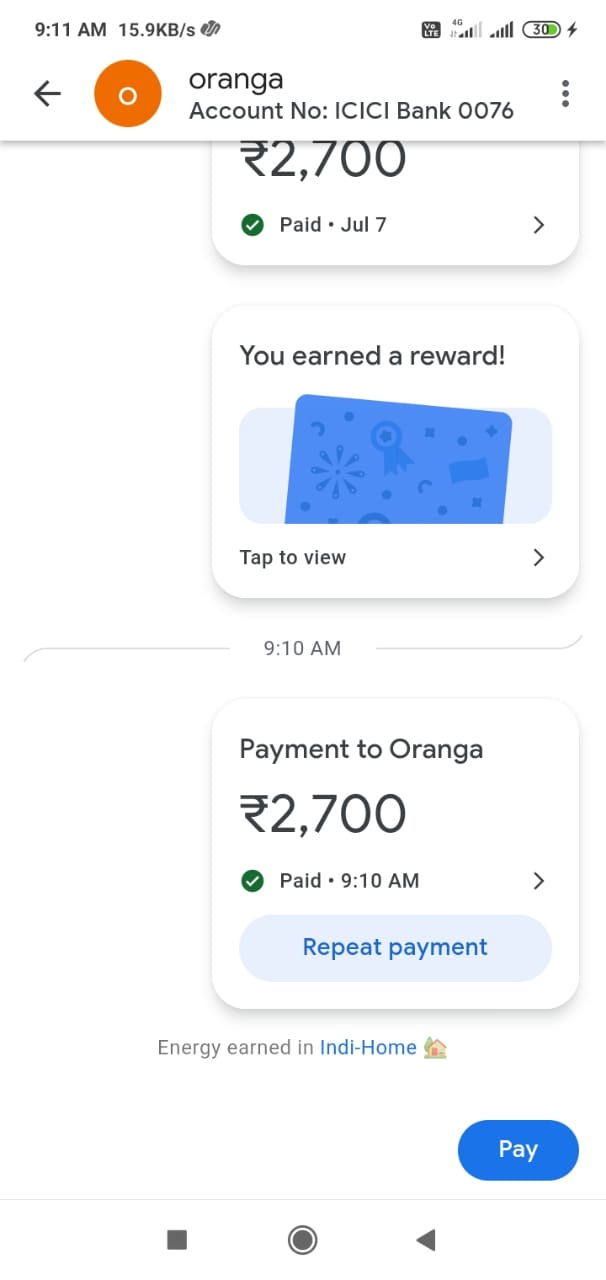 9:11 AM 15.9KB/s
Vo LTE 4G 30
o
oranga
Account No: ICICI Bank 0076
₹2,700
Paid • Jul 7
You earned a reward!
Tap to view
9:10 AM
Payment to Oranga
₹2,700
Paid • 9:10 AM
Repeat payment
Energy earned in Indi-Home
Pay